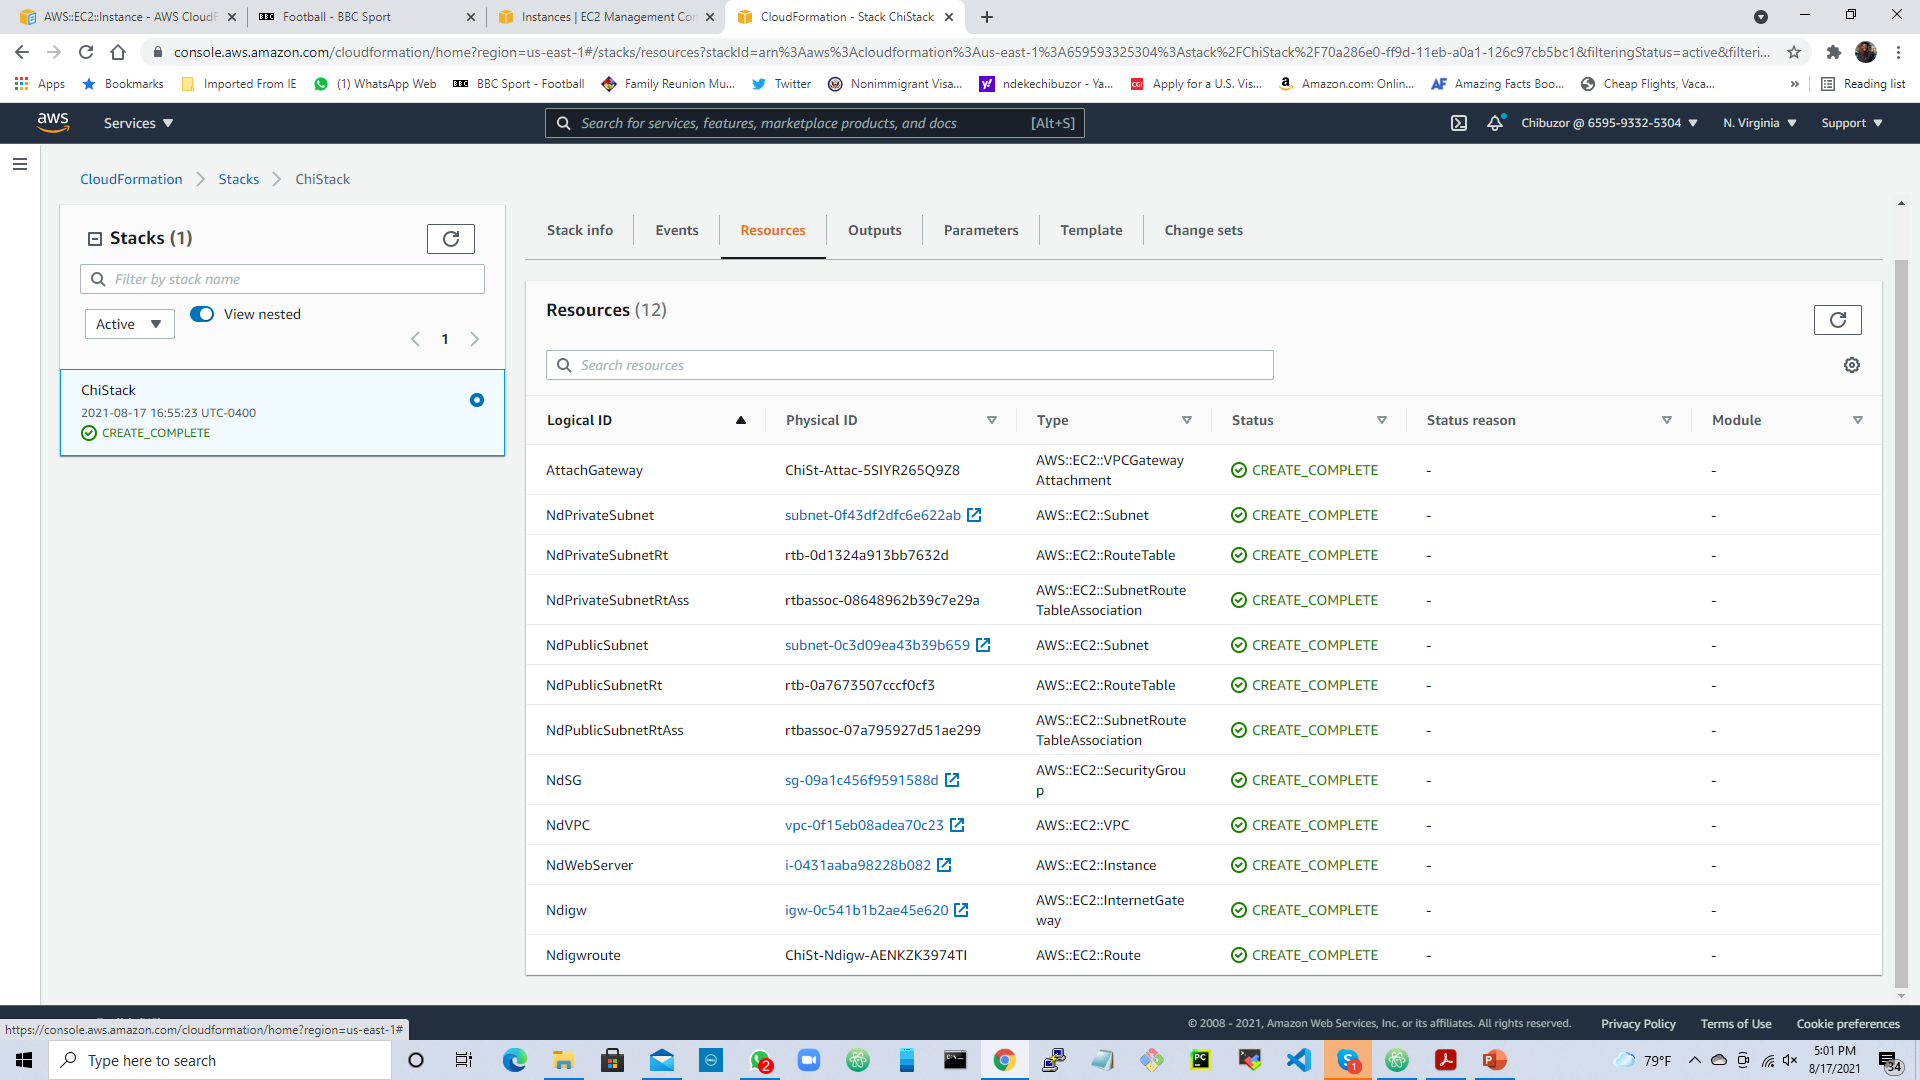 AWS::EC2::Instance - AWS CloudF
Football - BBC Sport
Instances | EC2 Management Con
CloudFormation - Stack ChiStack
console.aws.amazon.com/cloudformation/home?region=us-east-1#/stacks/resources?stackId=arn%3Aaws%3Acloudformation%3Aus-east-1%3A659593325304%3Astack%2FChiStack%2F70a286e0-ff9d-11eb-a0a1-126c97cb5bc1&filteringStatus=active&filteri...
Apps
Bookmarks
Imported From IE
(1) WhatsApp Web
BBC Sport - Football
Family Reunion Mu...
Twitter
Nonimmigrant Visa...
ndekechibuzor - Ya...
Apply for a U.S. Vis...
Amazon.com: Onlin...
Amazing Facts Boo...
Cheap Flights, Vaca...
»
Reading list
aws
Services
Search for services, features, marketplace products, and docs
[Alt+S]
Chibuzor @ 6595-9332-5304
N. Virginia
Support
CloudFormation
Stacks
ChiStack
Stacks (1)
Filter by stack name
Active
View nested
1
ChiStack
2021-08-17 16:55:23 UTC-0400
CREATE_COMPLETE
Stack info
Events
Resources
Outputs
Parameters
Template
Change sets
Resources (12)
Search resources
Logical ID Physical ID Type Status Status reason Module
AttachGateway ChiSt-Attac-5SIYR265Q9Z8 AWS::EC2::VPCGateway CREATE_COMPLETE - -
Attachment
NdPrivateSubnet subnet-0f43df2dfc6e622ab AWS::EC2::Subnet CREATE_COMPLETE - -
NdPrivateSubnetRt rtb-0d1324a913bb7632d AWS::EC2::RouteTable CREATE_COMPLETE - -
NdPrivateSubnetRtAss rtbassoc-08648962b39c7e29a AWS::EC2::SubnetRoute CREATE_COMPLETE - -
TableAssociation
NdPublicSubnet subnet-0c3d09ea43b39b659 AWS::EC2::Subnet CREATE_COMPLETE - -
NdPublicSubnetRt rtb-0a7673507cccf0cf3 AWS::EC2::RouteTable CREATE_COMPLETE - -
NdPublicSubnetRtAss rtbassoc-07a795927d51ae299 AWS::EC2::SubnetRoute CREATE_COMPLETE - -
TableAssociation
NdSG sg-09a1c456f9591588d AWS::EC2::SecurityGrou CREATE_COMPLETE - -
p
NdVPC vpc-0f15eb08adea70c23 AWS::EC2::VPC CREATE_COMPLETE - -
NdWebServer i-0431aaba98228b082 AWS::EC2::Instance CREATE_COMPLETE - -
Ndigw igw-0c541b1b2ae45e620 AWS::EC2::InternetGate CREATE_COMPLETE - -
way
Ndigwroute ChiSt-Ndigw-AENKZK3974TI AWS::EC2::Route CREATE_COMPLETE - -
https://console.aws.amazon.com/cloudformation/home?region=us-east-1#
© 2008 - 2021, Amazon Web Services, Inc. or its affiliates. All rights reserved.
Privacy Policy
Terms of Use
Cookie preferences
Type here to search
2
1
79°F
5:01 PM
8/17/2021
34